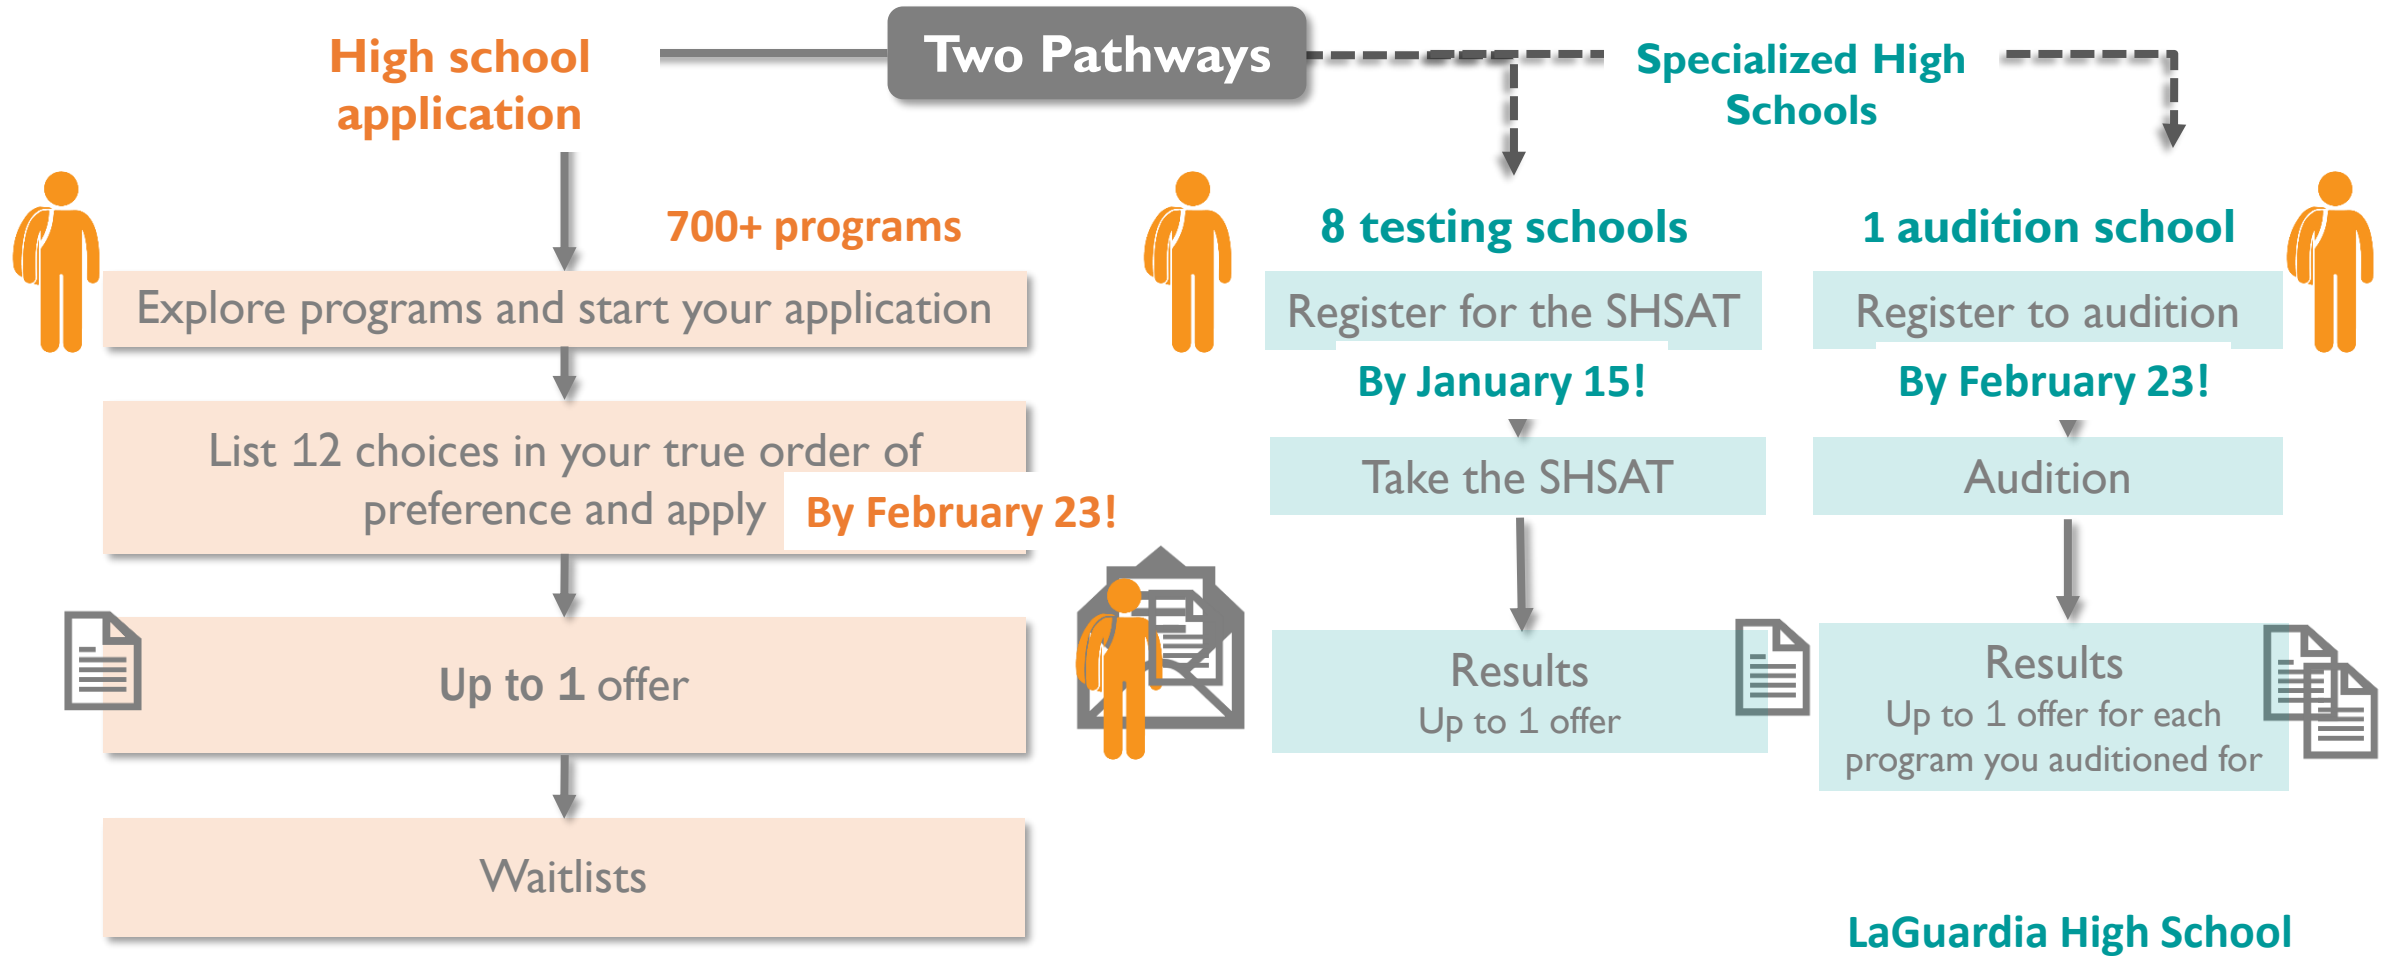 Two Pathways
High school
application
700+ programs
Explore programs and start your application
List 12 choices in your true order of
preference and apply
By February 23!
Up to 1 offer
Waitlists
Specialized High
Schools
8 testing schools
Register for the SHSAT
By January 15!
Take the SHSAT
Results
Up to 1 offer
1 audition school
Register to audition
By February 23!
Audition
Results
Up to 1 offer for each
program you auditioned for
LaGuardia High School